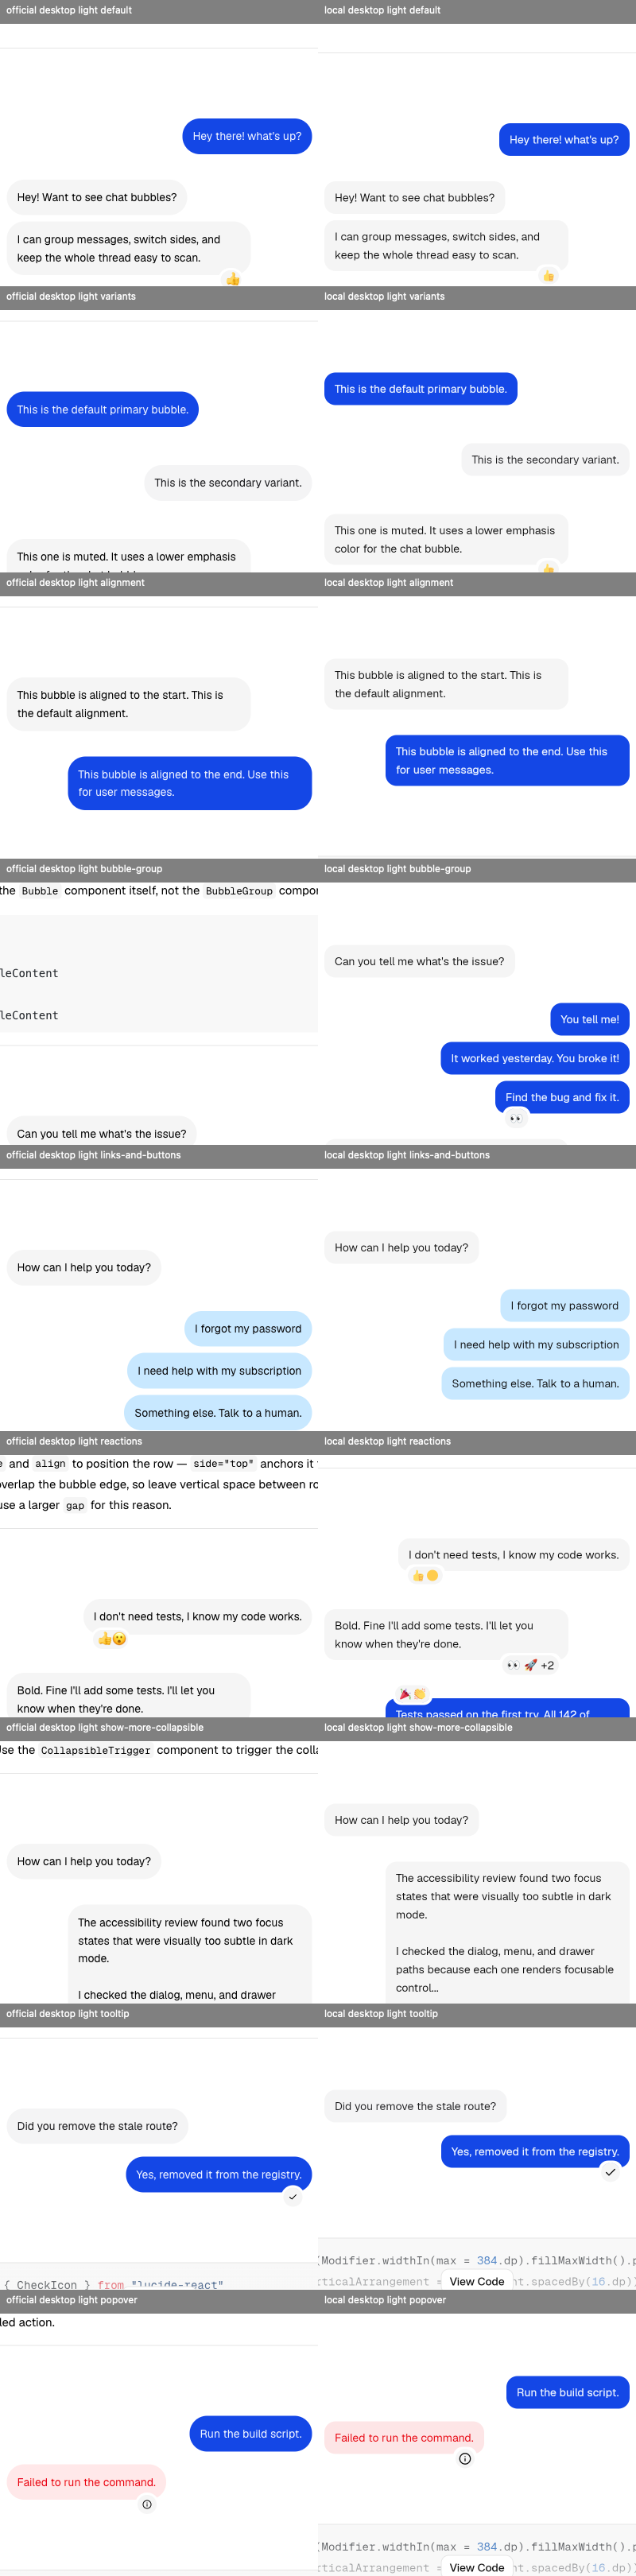 official desktop light default
local desktop light default
Hey there! what's up?
Hey there! what's up?
Hey! Want to see chat bubbles?
Hey! Want to see chat bubbles?
I can group messages, switch sides, and
keep the whole thread easy to scan.
👍
I can group messages, switch sides, and
keep the whole thread easy to scan.
👍
official desktop light variants
local desktop light variants
This is the default primary bubble.
This is the default primary bubble.
This is the secondary variant.
This is the secondary variant.
This one is muted. It uses a lower emphasis
This one is muted. It uses a lower emphasis
color for the chat bubble.
👍
official desktop light alignment
local desktop light alignment
This bubble is aligned to the start. This is
the default alignment.
This bubble is aligned to the start. This is
the default alignment.
This bubble is aligned to the end. Use this
for user messages.
This bubble is aligned to the end. Use this
for user messages.
official desktop light bubble-group
local desktop light bubble-group
the Bubble component itself, not the BubbleGroup compo
leContent
leContent
Can you tell me what's the issue?
Can you tell me what's the issue?
You tell me!
It worked yesterday. You broke it!
Find the bug and fix it.
👀
official desktop light links-and-buttons
local desktop light links-and-buttons
How can I help you today?
How can I help you today?
I forgot my password
I need help with my subscription
Something else. Talk to a human.
I forgot my password
I need help with my subscription
Something else. Talk to a human.
official desktop light reactions
local desktop light reactions
e and align to position the row — side="top" anchors it
overlap the bubble edge, so leave vertical space between ro
use a larger gap for this reason.
I don't need tests, I know my code works.
👍😮
I don't need tests, I know my code works.
Bold. Fine I'll add some tests. I'll let you
know when they're done.
Bold. Fine I'll add some tests. I'll let you
know when they're done.
👀 🚀 +2
🎉👏
Tests passed on the first try. All 142 of
official desktop light show-more-collapsible
local desktop light show-more-collapsible
Use the CollapsibleTrigger component to trigger the colla
How can I help you today?
How can I help you today?
The accessibility review found two focus
states that were visually too subtle in dark
mode.
I checked the dialog, menu, and drawer
The accessibility review found two focus
states that were visually too subtle in dark
mode.
I checked the dialog, menu, and drawer
paths because each one renders focusable
control...
official desktop light tooltip
local desktop light tooltip
Did you remove the stale route?
Did you remove the stale route?
Yes, removed it from the registry.
Yes, removed it from the registry.
{ CheckIcon } from "lucide-react"
(Modifier.widthIn(max = 384.dp).fillMaxWidth().p
rticalArrangement =
View Code
nt.spacedBy(16.dp)
official desktop light popover
local desktop light popover
led action.
Run the build script.
Run the build script.
Failed to run the command.
Failed to run the command.
(Modifier.widthIn(max = 384.dp).fillMaxWidth().p
rticalArrangement =
View Code
nt.spacedBy(16.dp)